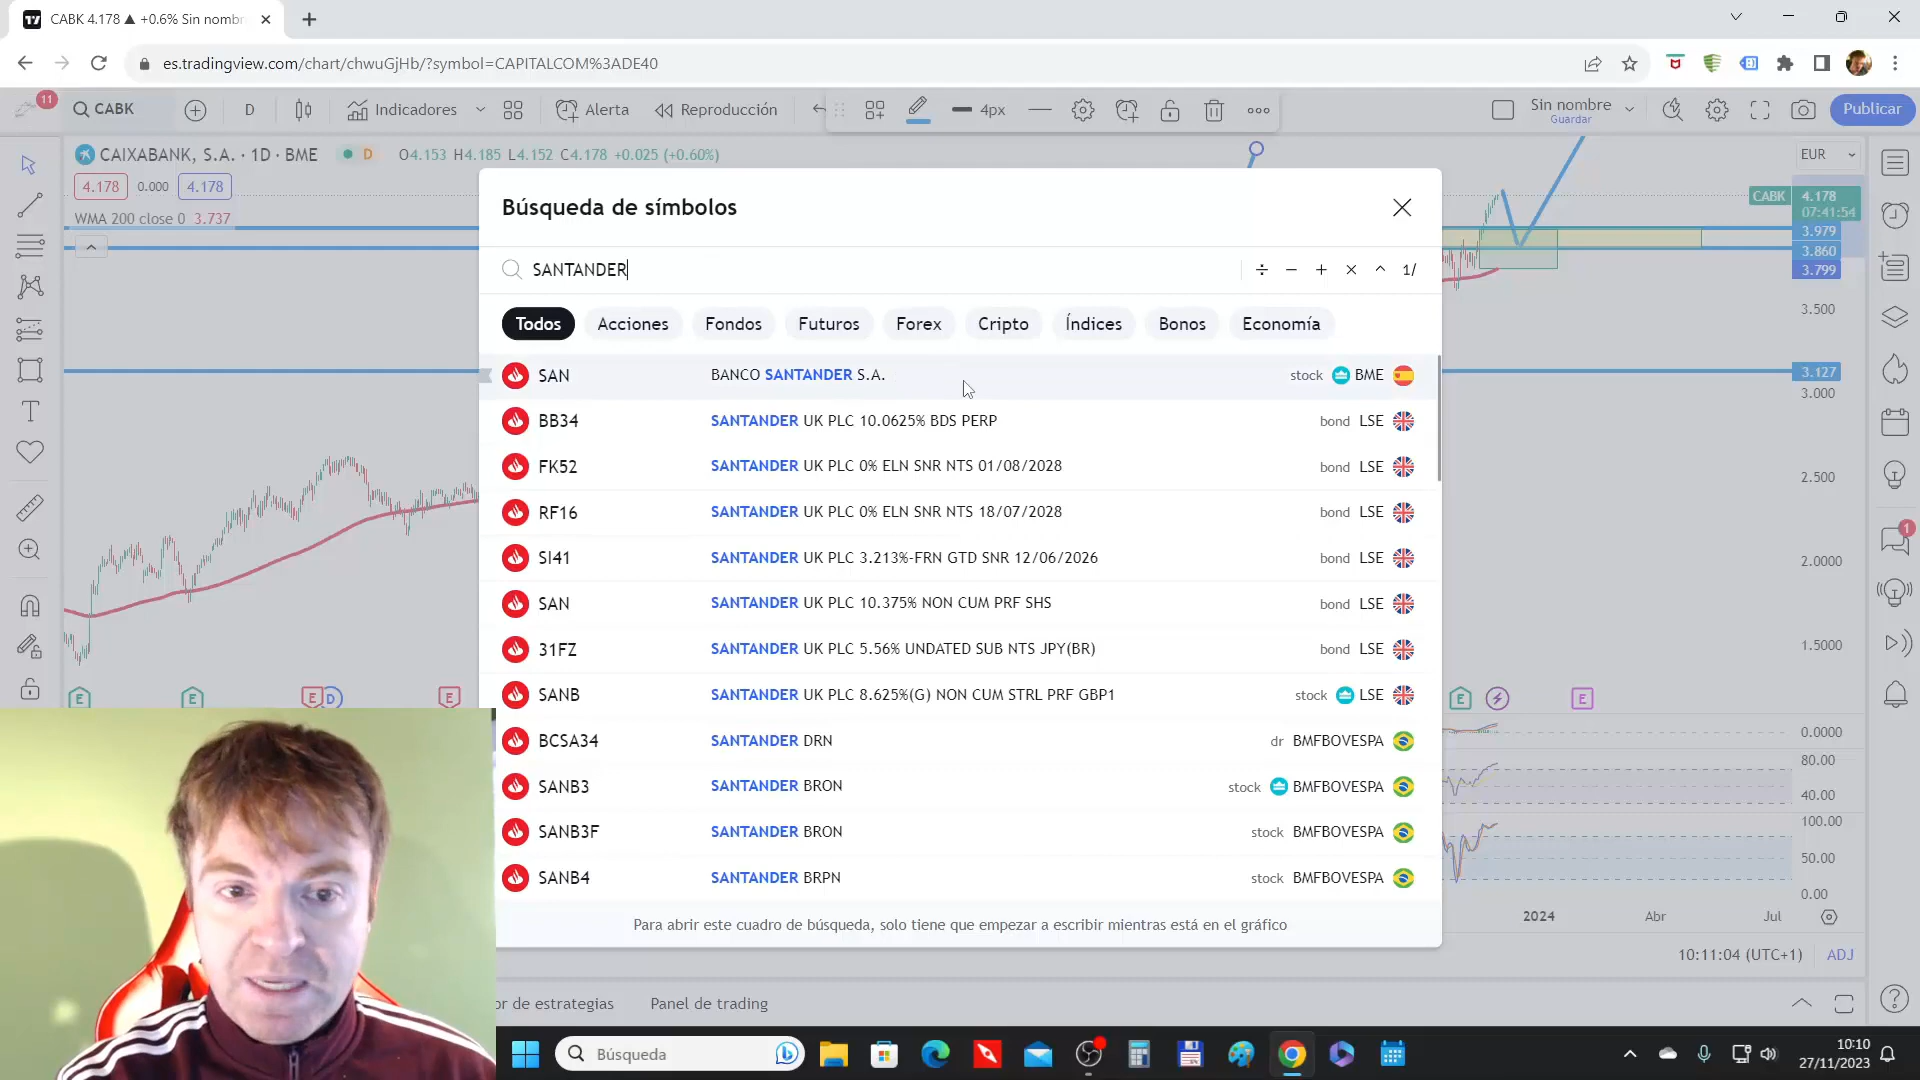 CABK 4.178 ▲ +0.6% Sin nombr
es.tradingview.com/chart/chwuGjHb/?symbol=CAPITALCOM%3ADE40
11
CABK
D
Indicadores
Alerta
Reproducción
4px
Sin nombre
Guardar
Publicar
CAIXABANK, S.A. · 1D · BME
D
O4.153 H4.185 L4.152 C4.178 +0.025 (+0.60%)
EUR
4.178
0.000
4.178
WMA 200 close 0 3.737
CABK
4.178
07:41:54
3.979
3.860
3.799
3.500
3.127
3.000
2.500
2.0000
1.5000
0.0000
80.00
40.00
100.00
50.00
0.00
Búsqueda de símbolos
SANTANDER
1/
Todos
Acciones
Fondos
Futuros
Forex
Cripto
Índices
Bonos
Economía
SAN BANCO SANTANDER S.A. stock BME
BB34 SANTANDER UK PLC 10.0625% BDS PERP bond LSE
FK52 SANTANDER UK PLC 0% ELN SNR NTS 01/08/2028 bond LSE
RF16 SANTANDER UK PLC 0% ELN SNR NTS 18/07/2028 bond LSE
SI41 SANTANDER UK PLC 3.213%-FRN GTD SNR 12/06/2026 bond LSE
SAN SANTANDER UK PLC 10.375% NON CUM PRF SHS bond LSE
31FZ SANTANDER UK PLC 5.56% UNDATED SUB NTS JPY(BR) bond LSE
SANB SANTANDER UK PLC 8.625%(G) NON CUM STRL PRF GBP1 stock LSE
BCSA34 SANTANDER DRN dr BMFBOVESPA
SANB3 SANTANDER BRON stock BMFBOVESPA
SANB3F SANTANDER BRON stock BMFBOVESPA
SANB4 SANTANDER BRPN stock BMFBOVESPA
Para abrir este cuadro de búsqueda, solo tiene que empezar a escribir mientras está en el gráfico
E
E
E
D
E
E
E
1
2024
Abr
Jul
10:11:04 (UTC+1)
ADJ
or de estrategias
Panel de trading
Búsqueda
10:10
27/11/2023